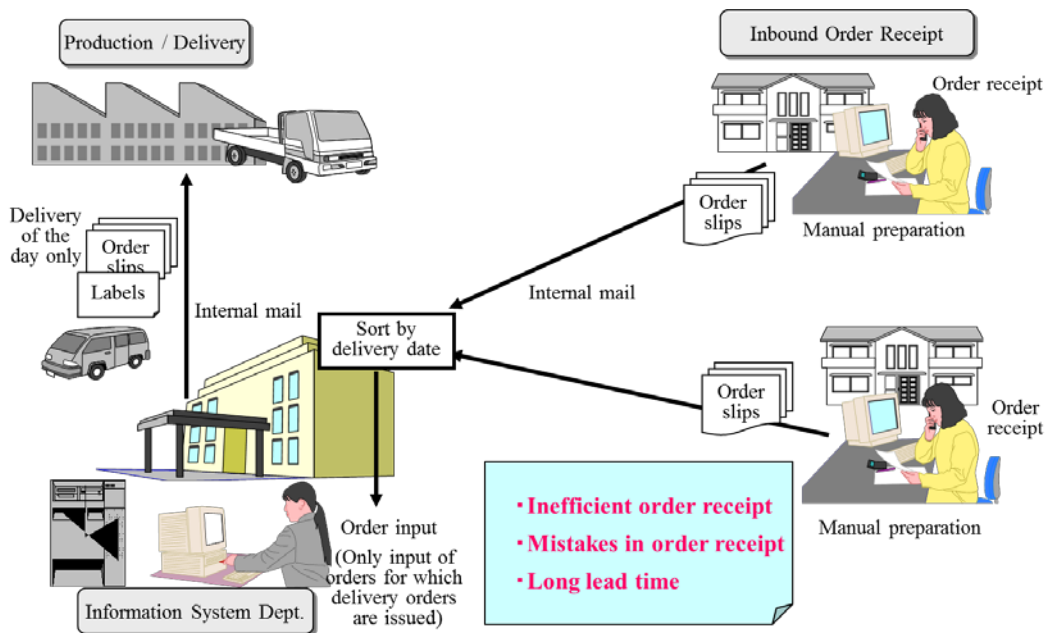 Production / Delivery
Inbound Order Receipt
Order receipt
Order
slips
Manual preparation
Delivery
of the
day only
Order
slips
Labels
Internal mail
Internal mail
Sort by
delivery date
Order
slips
Order
receipt
Manual preparation
Order input
(Only input of
orders for which
delivery orders
are issued)
・Inefficient order receipt
・Mistakes in order receipt
・Long lead time
Information System Dept.